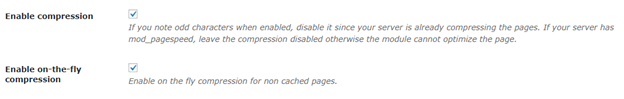 Enable compression
If you note odd characters when enabled, disable it since your server is already compressing the pages. If your server has
mod_pagespeed, leave the compression disabled otherwise the module cannot optimize the page.
Enable on-the-fly
compression
Enable on the fly compression for non cached pages.